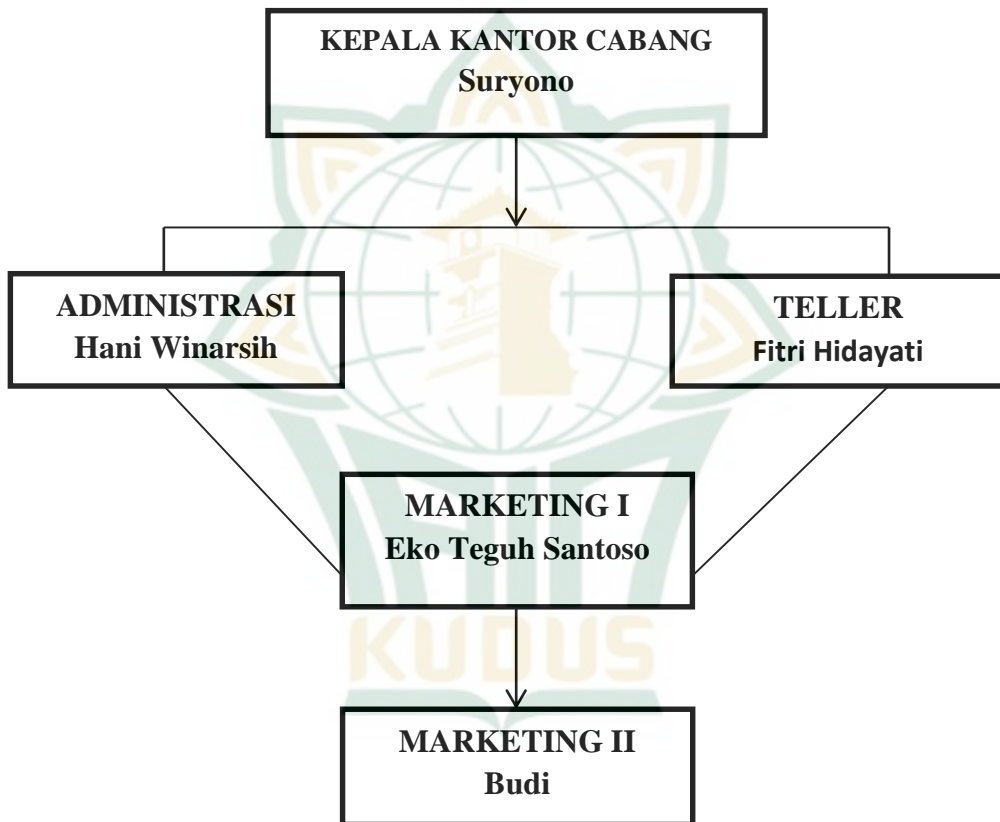 KEPALA KANTOR CABANG
Suryono
ADMINISTRASI
Hani Winarsih
TELLER
Fitri Hidayati
MARKETING I
Eko Teguh Santoso
KUDUS
MARKETING II
Budi